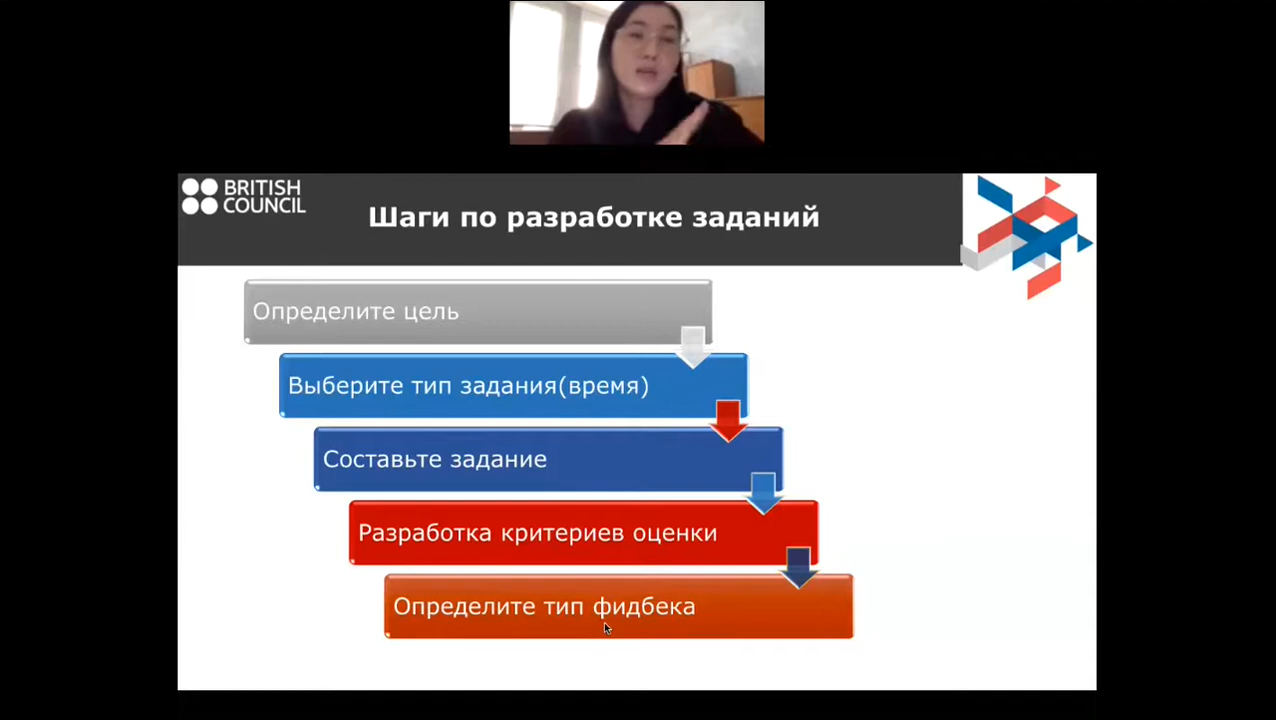 BRITISH
COUNCIL
Шаги по разработке заданий
Определите цель
Выберите тип задания(время)
Составьте задание
Разработка критериев оценки
Определите тип фидбека